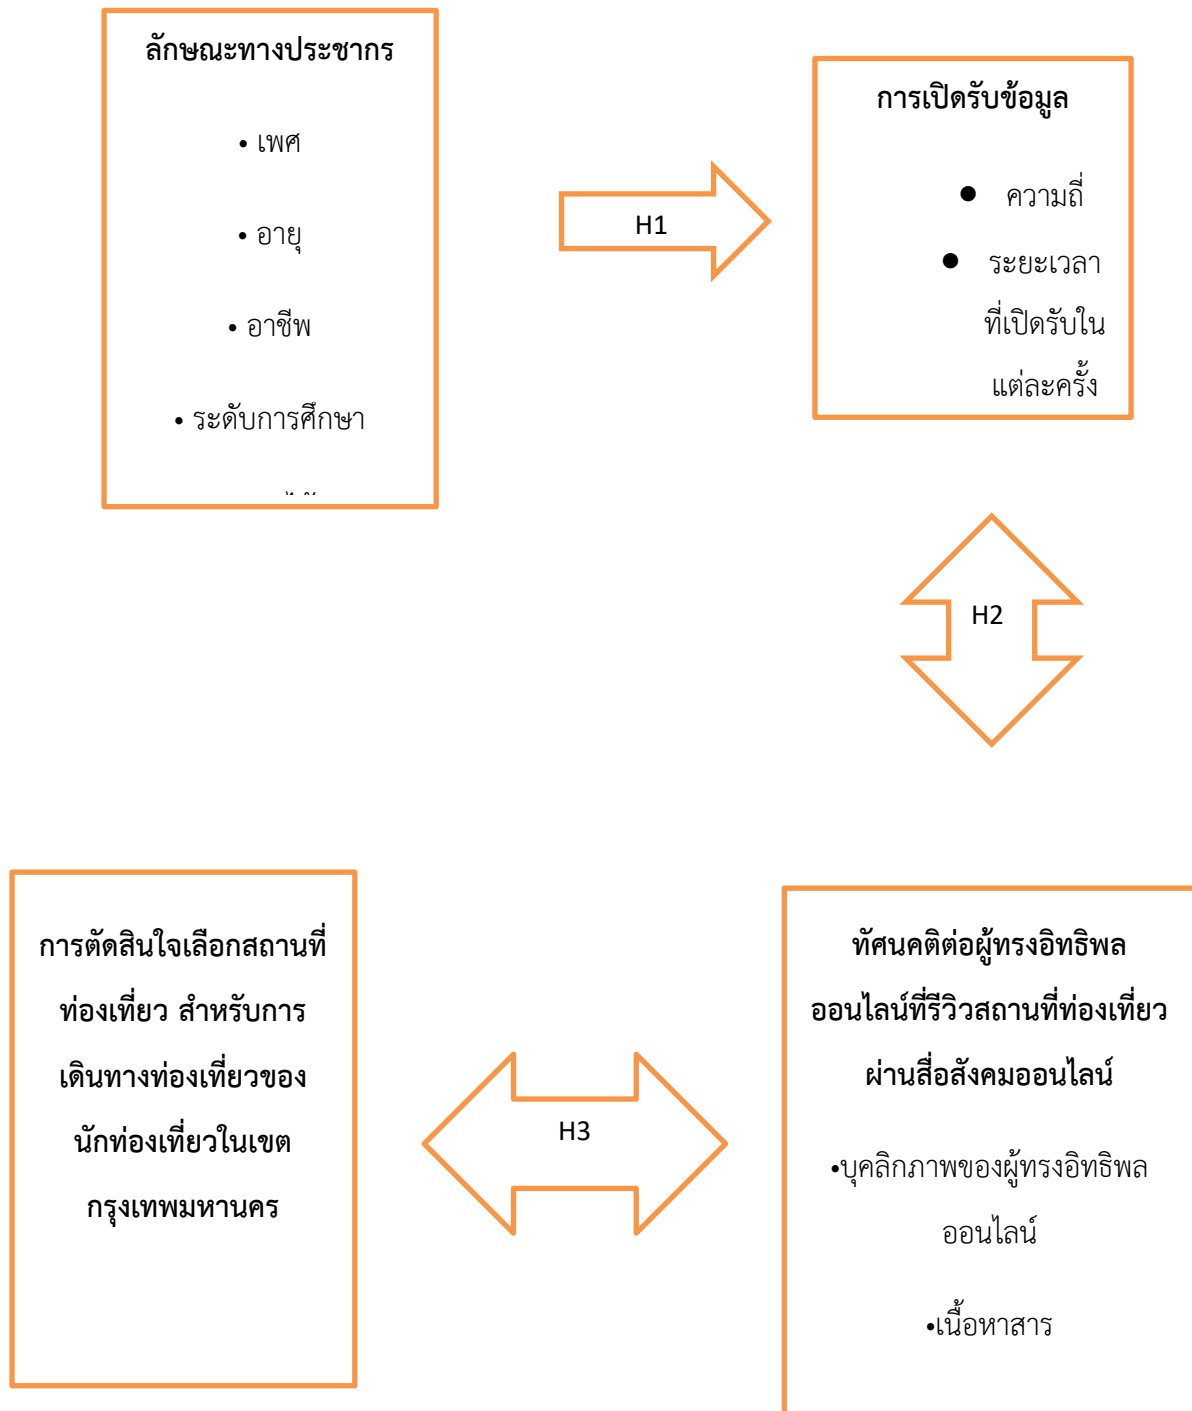 ลักษณะทางประชากร
• เพศ
• อายุ
• อาชีพ
• ระดับการศึกษา
H1
การเปิดรับข้อมูล
● ความถี่
● ระยะเวลา
ที่เปิดรับใน
แต่ละครั้ง
H2
ทัศนคติต่อผู้ทรงอิทธิพล
ออนไลน์ที่รีวิวสถานที่ท่องเที่ยว
ผ่านสื่อสังคมออนไลน์
•บุคลิกภาพของผู้ทรงอิทธิพล
ออนไลน์
•เนื้อหาสาร
H3
การตัดสินใจเลือกสถานที่
ท่องเที่ยว สำหรับการ
เดินทางท่องเที่ยวของ
นักท่องเที่ยวในเขต
กรุงเทพมหานคร